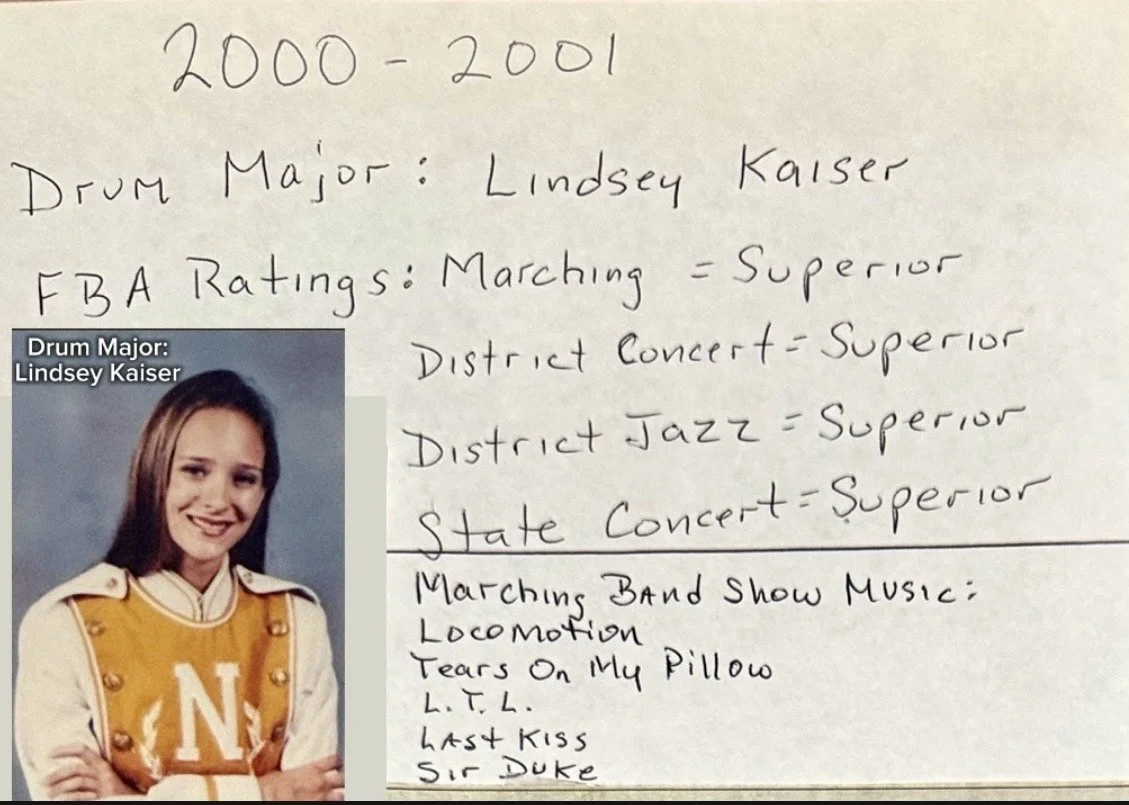 2000 - 2001
Drum Major: Lindsey Kaiser
FBA Ratings: Marching = Superior
District Concert = Superior
District Jazz = Superior
State Concert = Superior
Drum Major:
Lindsey Kaiser
N
Marching Band Show Music:
Locomotion
Tears On My Pillow
L. T. L.
Last Kiss
Sir Duke